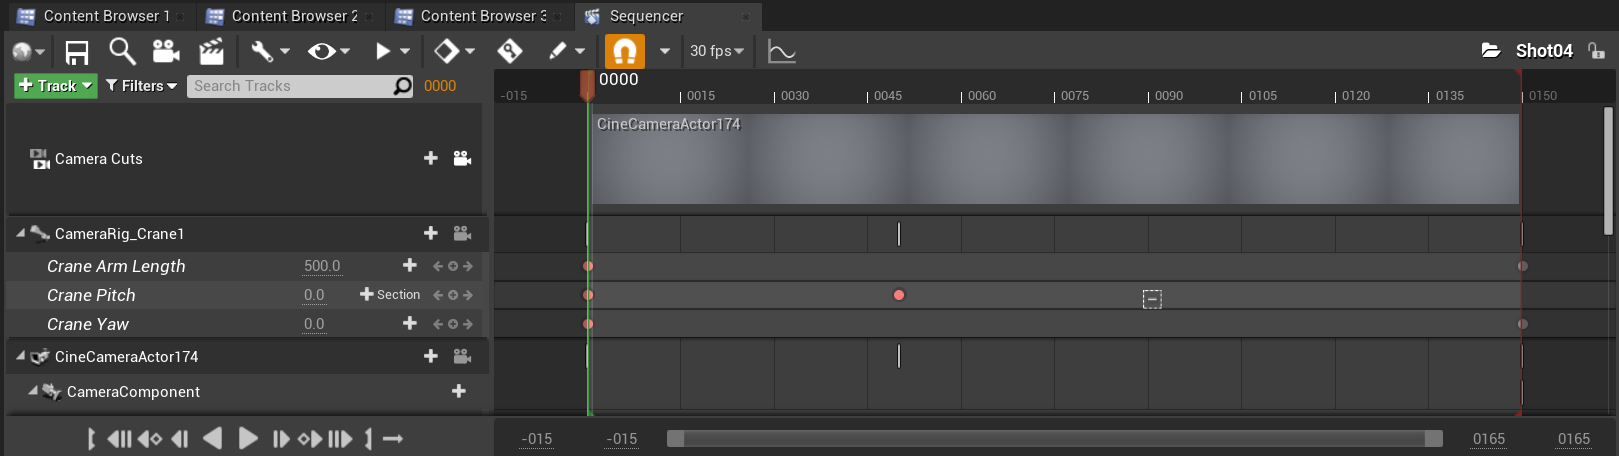 Content Browser 1
Content Browser 2
Content Browser 3
Sequencer
30 fps
Shot04
Track
Filters
Search Tracks
0000
0000
-015
0015
0030
0045
0060
0075
0090
0105
0120
0135
0150
Camera Cuts
CineCameraActor174
CameraRig_Crane1
Crane Arm Length
500.0
Crane Pitch
0.0
Section
Crane Yaw
0.0
CineCameraActor174
CameraComponent
-015
-015
0165
0165